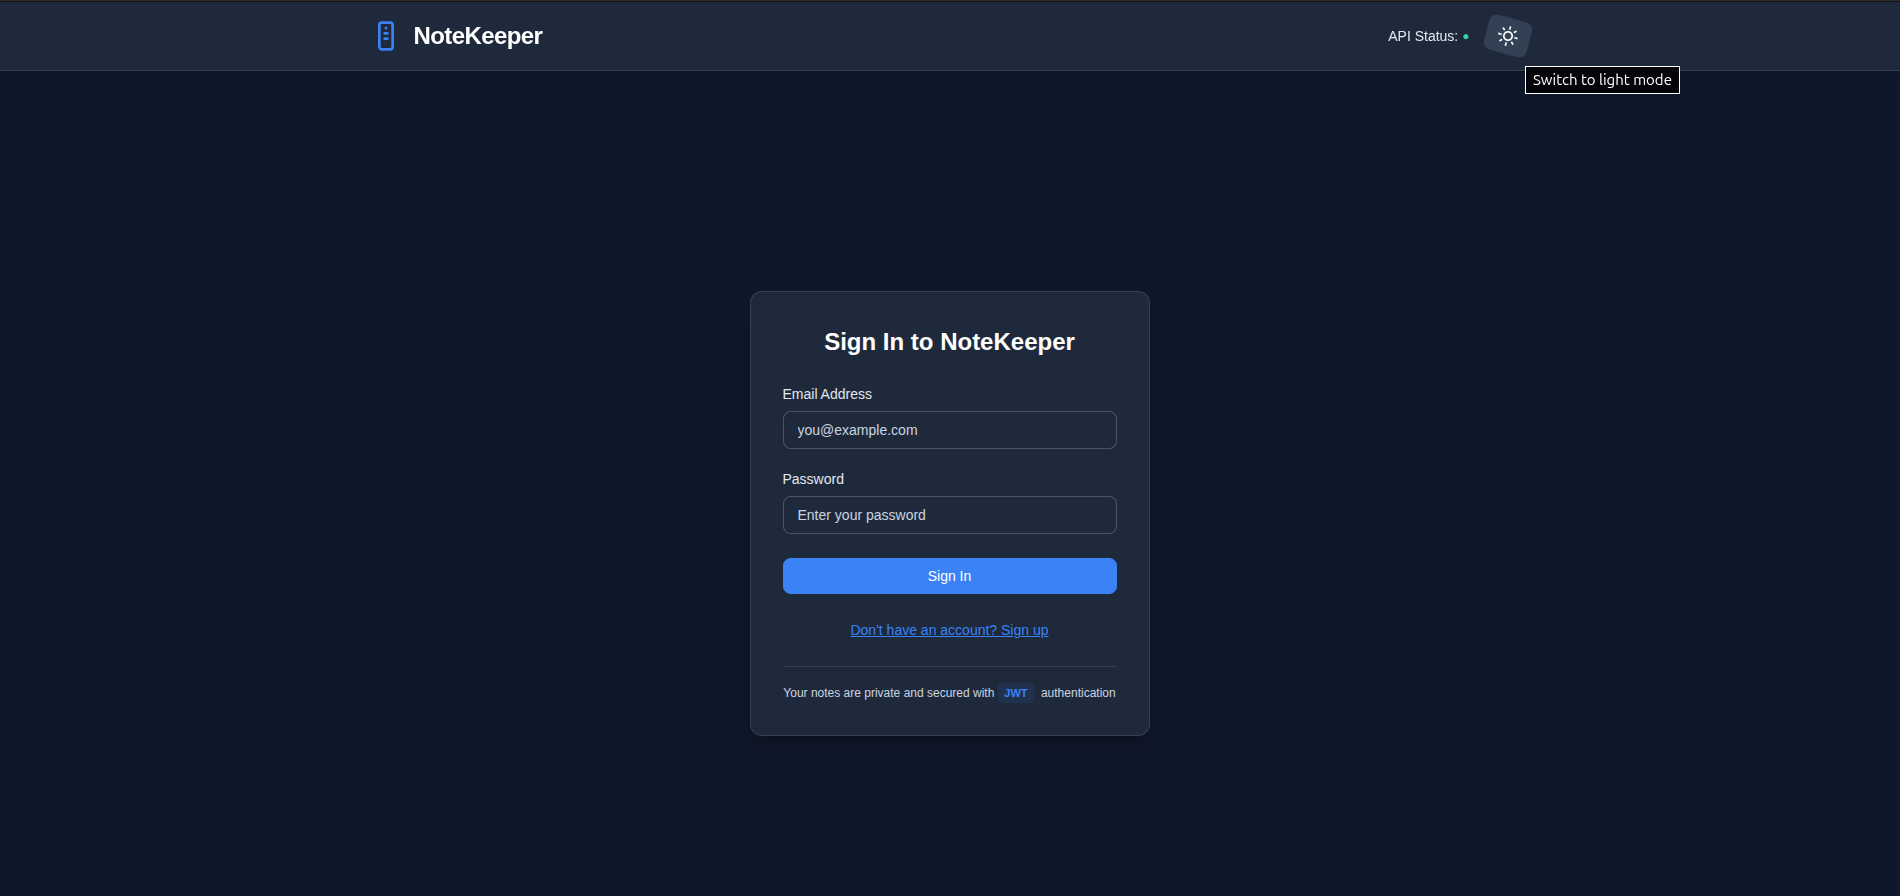 NoteKeeper
API Status:
Switch to light mode
Sign In to NoteKeeper
Email Address
you@example.com
Password
Enter your password
Sign In
Don't have an account? Sign up
Your notes are private and secured with JWT authentication